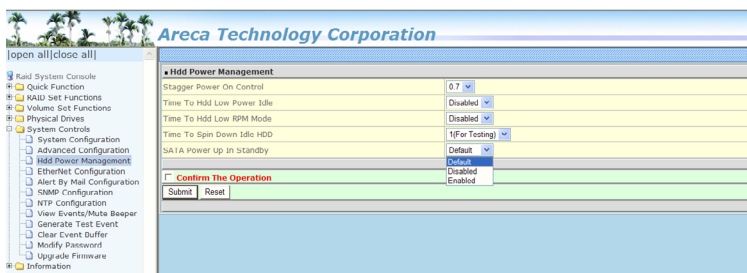 Areca Technology Corporation
|open all|close all|
Raid System Console
Quick Function
RAID Set Functions
Volume Set Functions
Physical Drives
System Controls
System Configuration
Advanced Configuration
Hdd Power Management
EtherNet Configuration
Alert By Mail Configuration
SNMP Configuration
NTP Configuration
View Events/Mute Beeper
Generate Test Event
Clear Event Buffer
Modify Password
Upgrade Firmware
Information
Hdd Power Management
Stagger Power On Control 0.7
Time To Hdd Low Power Idle Disabled
Time To Hdd Low RPM Mode Disabled
Time To Spin Down Idle HDD 1(For Testing)
SATA Power Up In Standby Default
Default
Disabled
Enabled
Confirm The Operation
Submit Reset